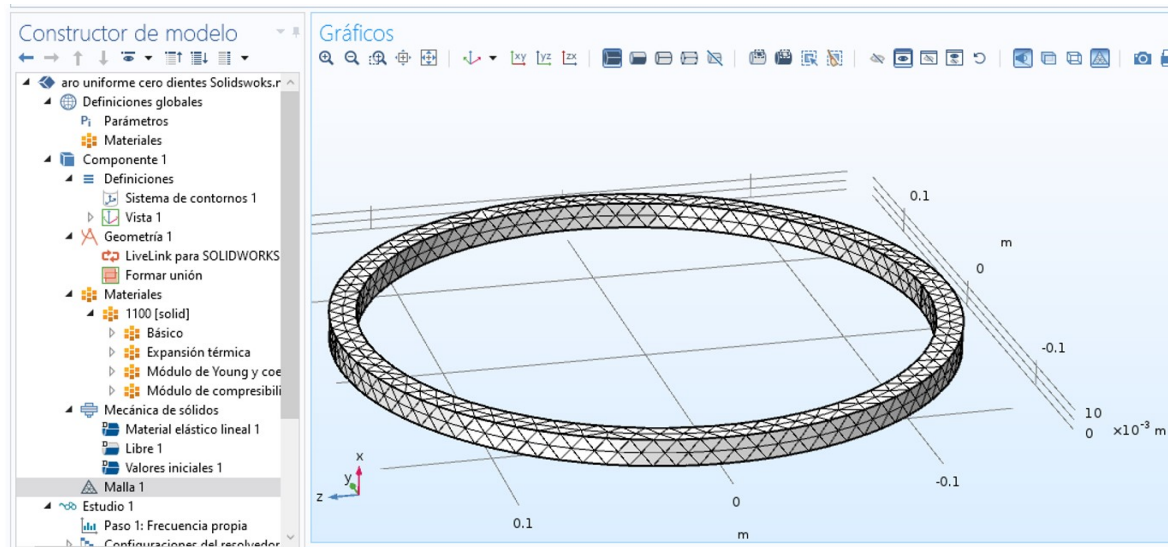 Constructor de modelo
aro uniforme cero dientes Solidswoks.m
Definiciones globales
Pi Parámetros
Materiales
Componente 1
Definiciones
Sistema de contornos 1
Vista 1
Geometría 1
LiveLink para SOLIDWORKS
Formar unión
Materiales
1100 [solid]
Básico
Expansión térmica
Módulo de Young y coe
Módulo de compresibili
Mecánica de sólidos
Material elástico lineal 1
Libre 1
Valores iniciales 1
Malla 1
Estudio 1
Paso 1: Frecuencia propia
Configuraciones del resolvedor
Gráficos
xy yz zx
0.1
m
0
-0.1
10
0 ×10⁻³ m
-0.1
0
0.1
m
x
y
z